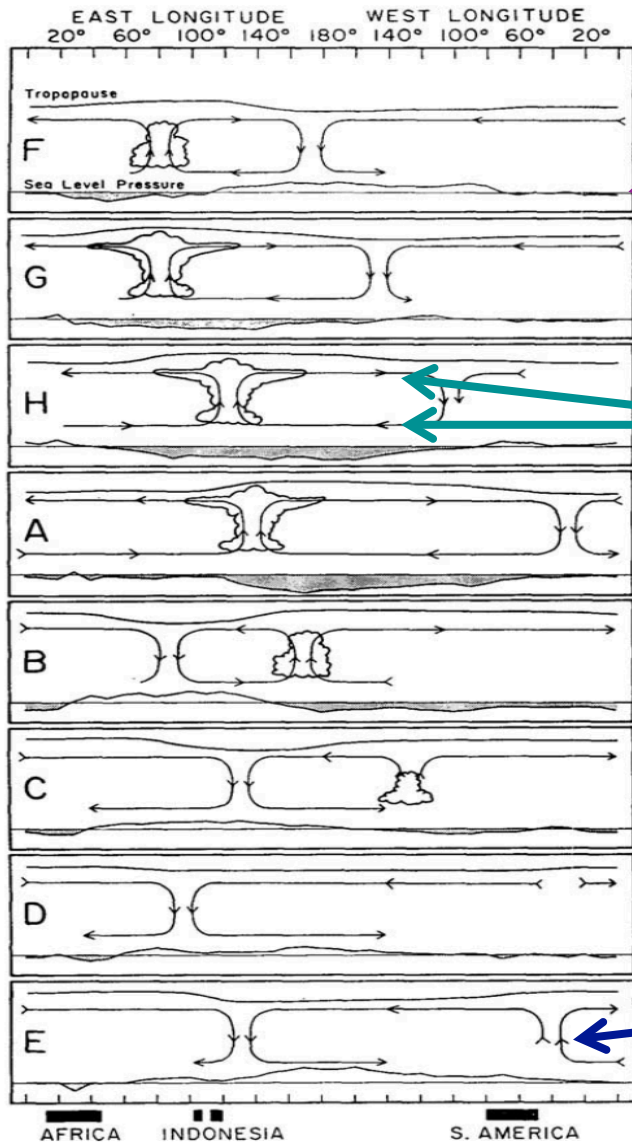 EAST LONGITUDE WEST LONGITUDE
20° 60° 100° 140° 180° 140° 100° 60° 20°
Tropopause
F
Sea Level Pressure
G
H
A
B
C
D
E
AFRICA INDONESIA S. AMERICA